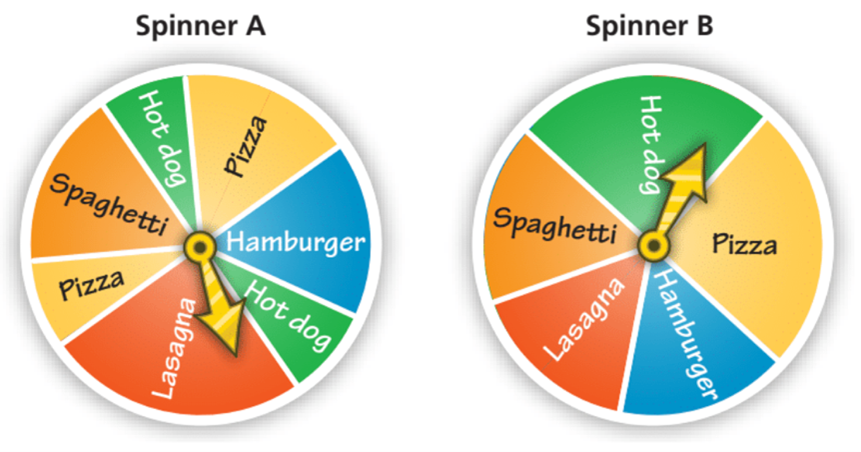 Spinner A
Hot dog
Pizza
Spaghetti
Hamburger
Pizza
Hot dog
Lasagna
Spinner B
Hot dog
Spaghetti
Pizza
Lasagna
Hamburger